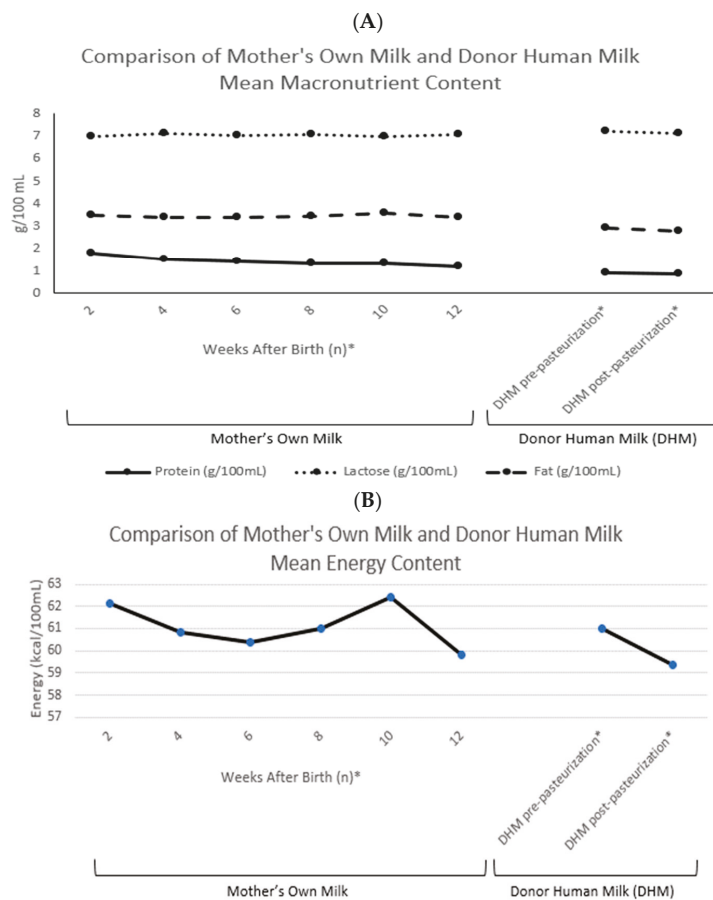 (A)
Comparison of Mother's Own Milk and Donor Human Milk
Mean Macronutrient Content
g/100 mL
8
7
6
5
4
3
2
1
0
2 4 6 8 10 12 DHM pre-pasteurization* DHM post-pasteurization*
Weeks After Birth (n)*
Mother's Own Milk Donor Human Milk (DHM)
Protein (g/100mL) Lactose (g/100mL) Fat (g/100mL)
(B)
Comparison of Mother's Own Milk and Donor Human Milk
Mean Energy Content
Energy (kcal/100mL)
63
62
61
60
59
58
57
2 4 6 8 10 12 DHM pre-pasteurization* DHM post-pasteurization*
Weeks After Birth (n)*
Mother's Own Milk Donor Human Milk (DHM)